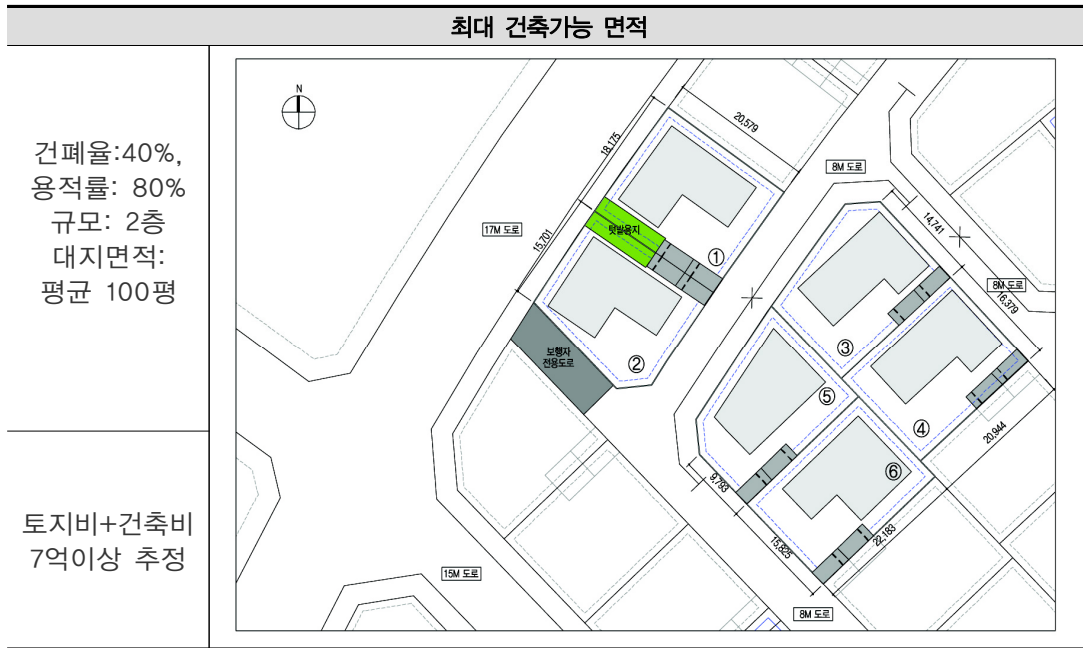 최대 건축가능 면적
건폐율:40%,
용적률: 80%
규모: 2층
대지면적:
평균 100평
토지비+건축비
7억이상 추정
N
18,175
20,579
8M 도로
17M 도로
15,701
텃밭용지
①
14,741
8M 도로
16,379
보행자
전용도로
②
③
⑤
④
20,944
⑥
9,793
15,825
22,183
15M 도로
8M 도로